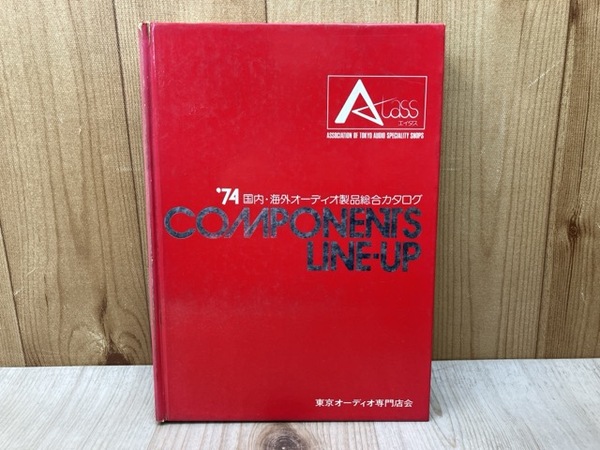 Atass
エイタス
ASSOCIATION OF TOKYO AUDIO SPECIALITY SHOPS
'74 国内・海外オーディオ製品総合カタログ
COMPONENTS
LINE-UP
東京オーディオ専門店会